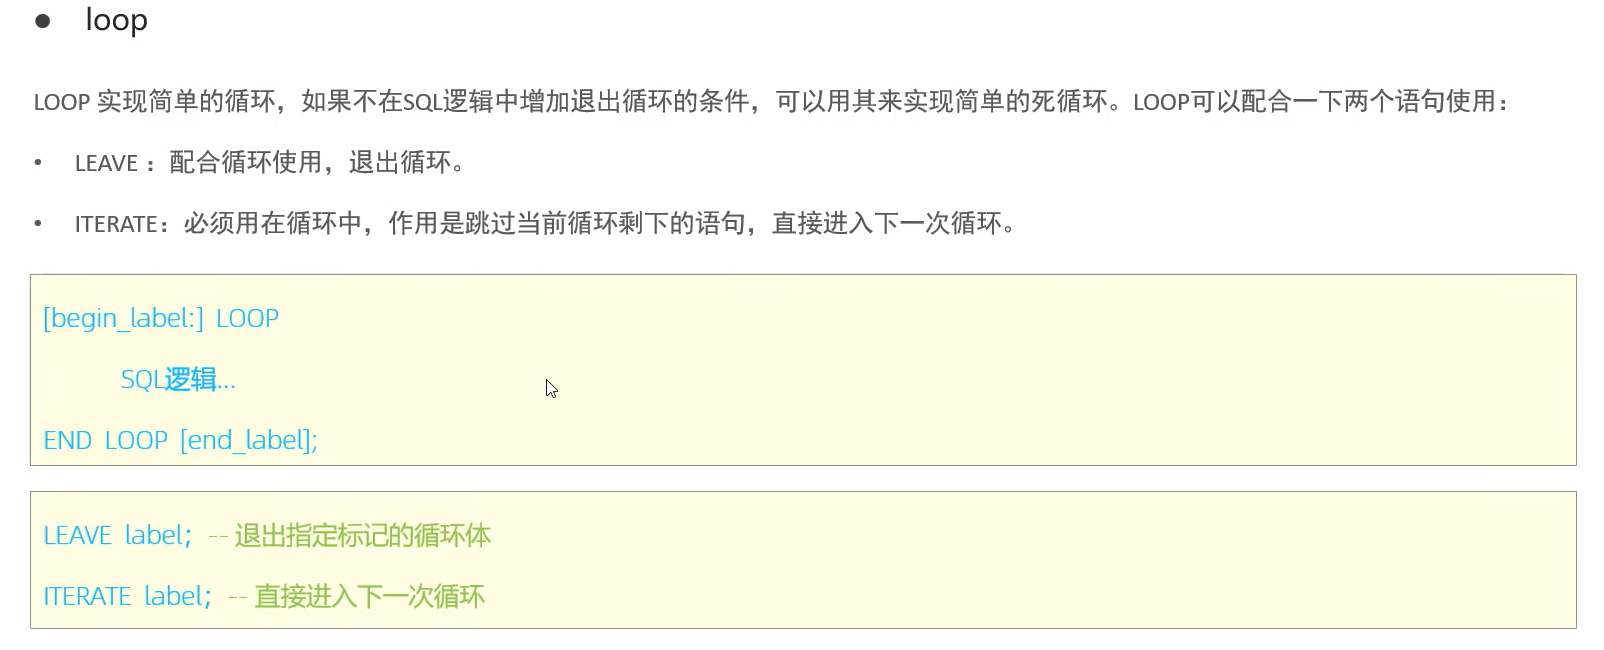 ● loop
LOOP 实现简单的循环，如果不在SQL逻辑中增加退出循环的条件，可以用其来实现简单的死循环。LOOP可以配合一下两个语句使用：
• LEAVE ：配合循环使用，退出循环。
• ITERATE：必须用在循环中，作用是跳过当前循环剩下的语句，直接进入下一次循环。
[begin_label:] LOOP
SQL逻辑...
END LOOP [end_label];
LEAVE label；-- 退出指定标记的循环体
ITERATE label；-- 直接进入下一次循环